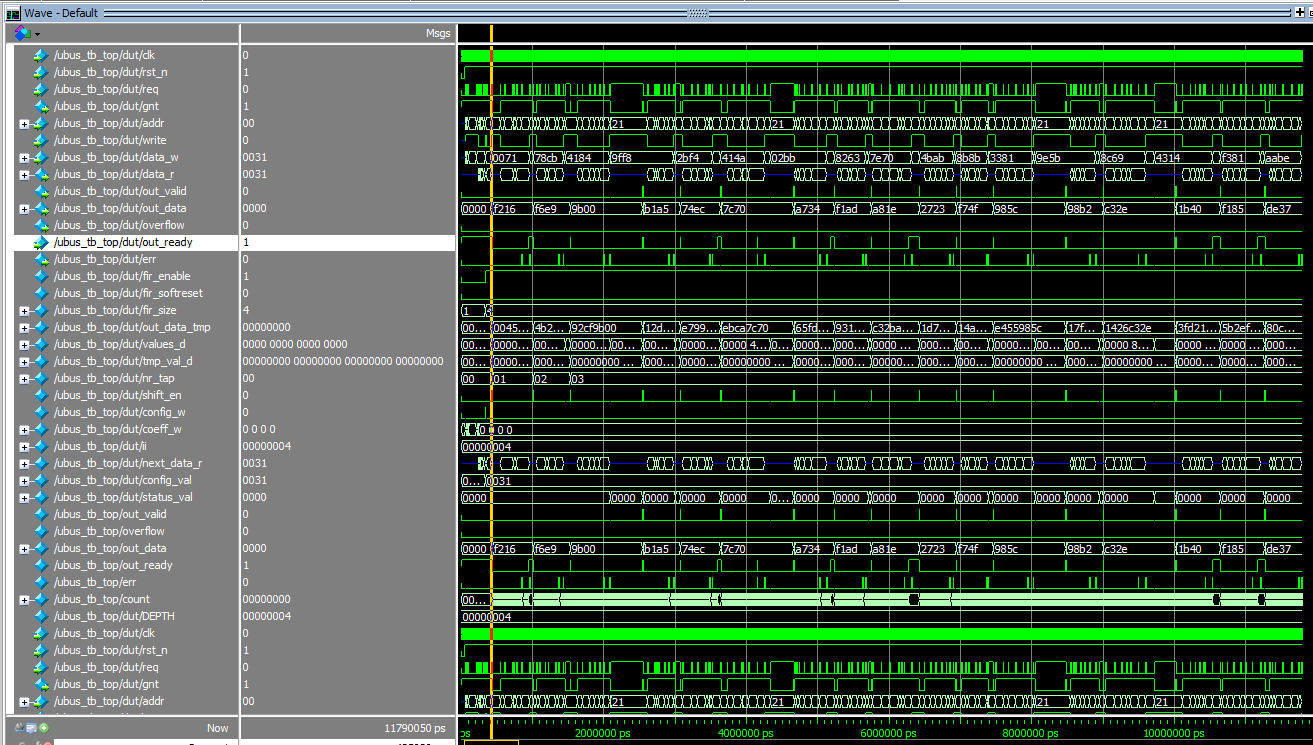 Wave - Default
Msgs
/ubus_tb_top/dut/clk 0
/ubus_tb_top/dut/rst_n 1
/ubus_tb_top/dut/req 0
/ubus_tb_top/dut/gnt 1
/ubus_tb_top/dut/addr 00 21 21 21 21
/ubus_tb_top/dut/write 0
/ubus_tb_top/dut/data_w 0031 0071 78cb 4184 9ff8 2bf4 414a 02bb 8263 7e70 4bab 8b8b 3381 9e5b 8c69 4314 f381 aabe
/ubus_tb_top/dut/data_r 0031
/ubus_tb_top/dut/out_valid 0
/ubus_tb_top/dut/out_data 0000 0000 f216 f6e9 9b00 b1a5 74ec 7c70 a734 f1ad a81e 2723 f74f 985c 98b2 c32e 1b40 f185 de37
/ubus_tb_top/dut/overflow 0
/ubus_tb_top/dut/out_ready 1
/ubus_tb_top/dut/err 0
/ubus_tb_top/dut/fir_enable 1
/ubus_tb_top/dut/fir_softreset 0
/ubus_tb_top/dut/fir_size 4 1 4
/ubus_tb_top/dut/out_data_tmp 00000000 00... 0045... 4b2... 92cf9b00 12d... e799... ebca7c70 65fd... 931... c32ba... 1d7... 14a... e455985c 17f... 1426c32e 3fd21... 5b2ef... 80c...
/ubus_tb_top/dut/values_d 0000 0000 0000 0000 00... 0000... 00... 0000... 00... 000... 0000... 0000 4... 0... 0000... 000... 0000... 000... 000... 0000... 000... 00... 0000 8... 0000... 0000... 000...
/ubus_tb_top/dut/tmp_val_d 00000000 00000000 00000000 00000000 00... 0000... 000... 00000000 ... 000... 0000... 00000000 ... 0000... 000... 00000... 000... 000... 00000000 ... 000... 00000000 ... 00000... 00000... 000...
/ubus_tb_top/dut/nr_tap 00 00 01 02 03
/ubus_tb_top/dut/shift_en 0
/ubus_tb_top/dut/config_w 0
/ubus_tb_top/dut/coeff_w 0 0 0 0 0 0 0 0
/ubus_tb_top/dut/ii 00000004 00000004
/ubus_tb_top/dut/next_data_r 0031
/ubus_tb_top/dut/config_val 0031 0... 0031
/ubus_tb_top/dut/status_val 0000 0000 0000 0000 0000 0000 0... 0000 0000 0000 0000 0000 0000 0000 0000 0000 0000 0000 0000
/ubus_tb_top/out_valid 0
/ubus_tb_top/overflow 0
/ubus_tb_top/out_data 0000 0000 f216 f6e9 9b00 b1a5 74ec 7c70 a734 f1ad a81e 2723 f74f 985c 98b2 c32e 1b40 f185 de37
/ubus_tb_top/out_ready 1
/ubus_tb_top/err 0
/ubus_tb_top/count 00000000 00...
/ubus_tb_top/dut/DEPTH 00000004 00000004
/ubus_tb_top/dut/clk 0
/ubus_tb_top/dut/rst_n 1
/ubus_tb_top/dut/req 0
/ubus_tb_top/dut/gnt 1
/ubus_tb_top/dut/addr 00 21 21 21 21
Now 11790050 ps
ps 2000000 ps 4000000 ps 6000000 ps 8000000 ps 10000000 ps